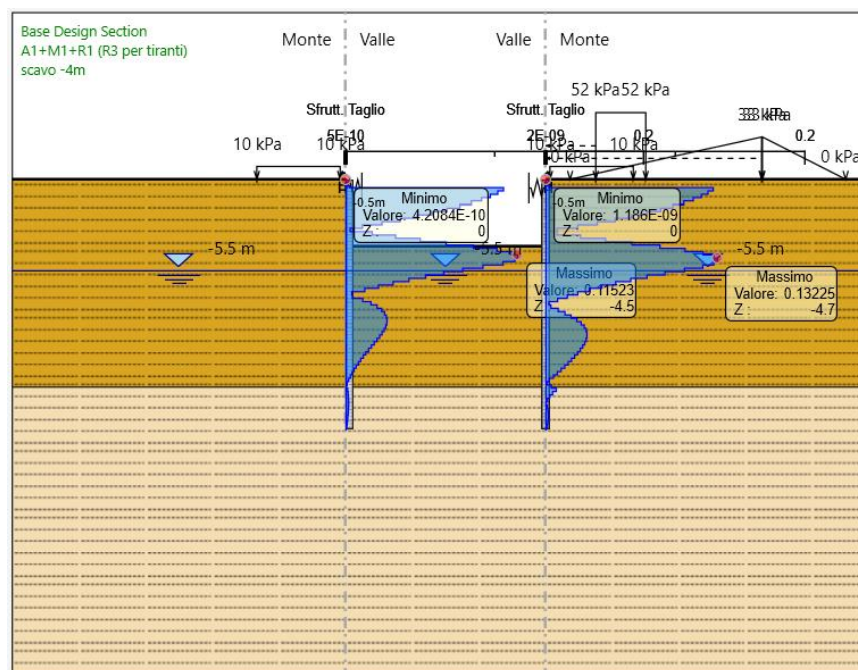 Base Design Section
A1+M1+R1 (R3 per tiranti)
scavo -4m
Monte Valle Valle Monte
52 kPa 52 kPa
Sfrutt. Taglio Sfrutt. Taglio
5E-10 2E-09 0.2 0.2
10 kPa 10 kPa 10 kPa 10 kPa
0 kPa 0 kPa
-0.5m Minimo -0.5m Minimo
Valore: 4.2084E-10 Valore: 1.186E-09
Z : 0 Z : 0
-5.5 m -5.5 m -5.5 m
Massimo Massimo
Valore: 0.11523 Valore: 0.13225
Z : -4.5 Z : -4.7